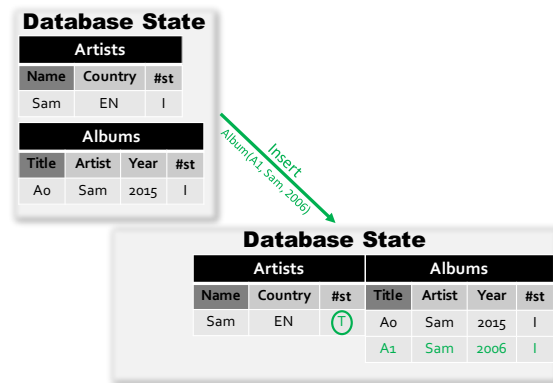 Database State
Artists
Name Country #st
Sam EN I
Albums
Title Artist Year #st
A0 Sam 2015 I
Insert
Album(A1, Sam, 2006)
Database State
Artists Albums
Name Country #st Title Artist Year #st
Sam EN T A0 Sam 2015 I
A1 Sam 2006 I